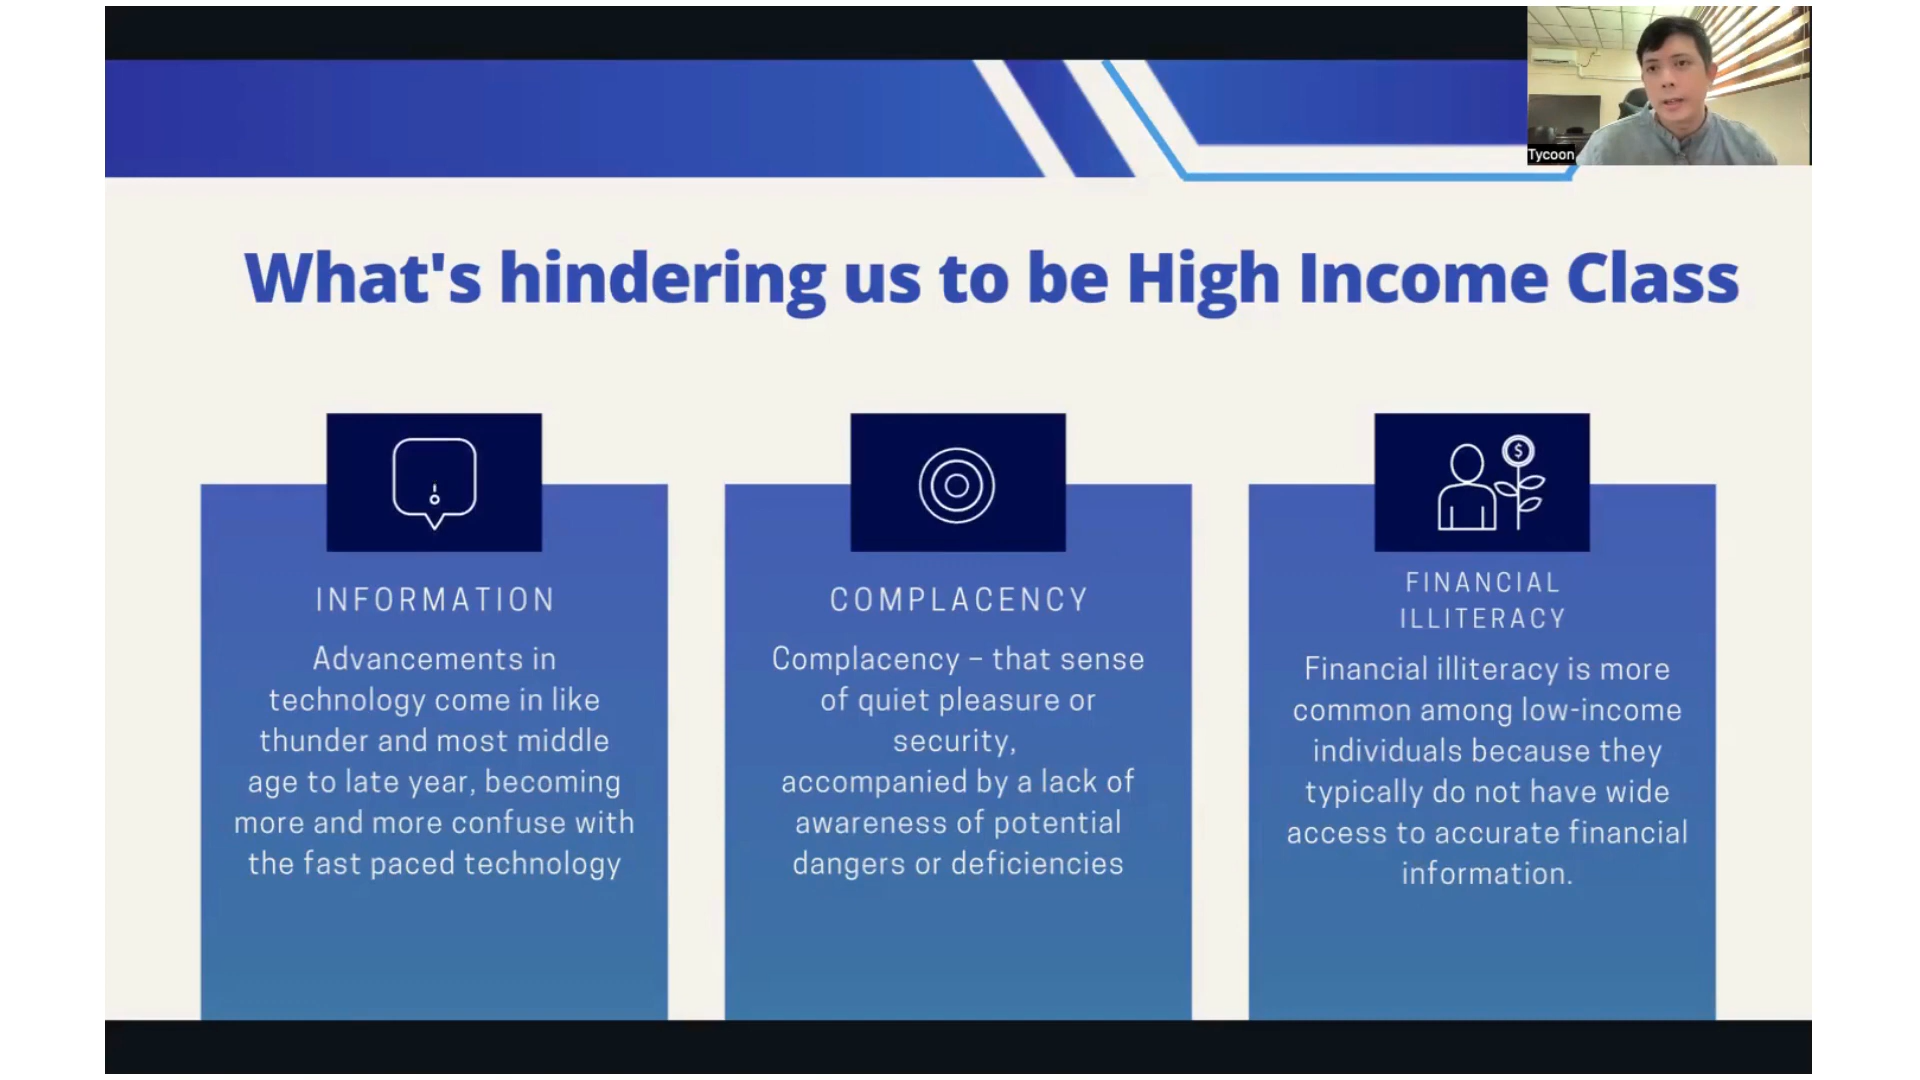 Tycoon
What's hindering us to be High Income Class
INFORMATION
Advancements in
technology come in like
thunder and most middle
age to late year, becoming
more and more confuse with
the fast paced technology
COMPLACENCY
Complacency – that sense
of quiet pleasure or
security,
accompanied by a lack of
awareness of potential
dangers or deficiencies
$
FINANCIAL
ILLITERACY
Financial illiteracy is more
common among low-income
individuals because they
typically do not have wide
access to accurate financial
information.